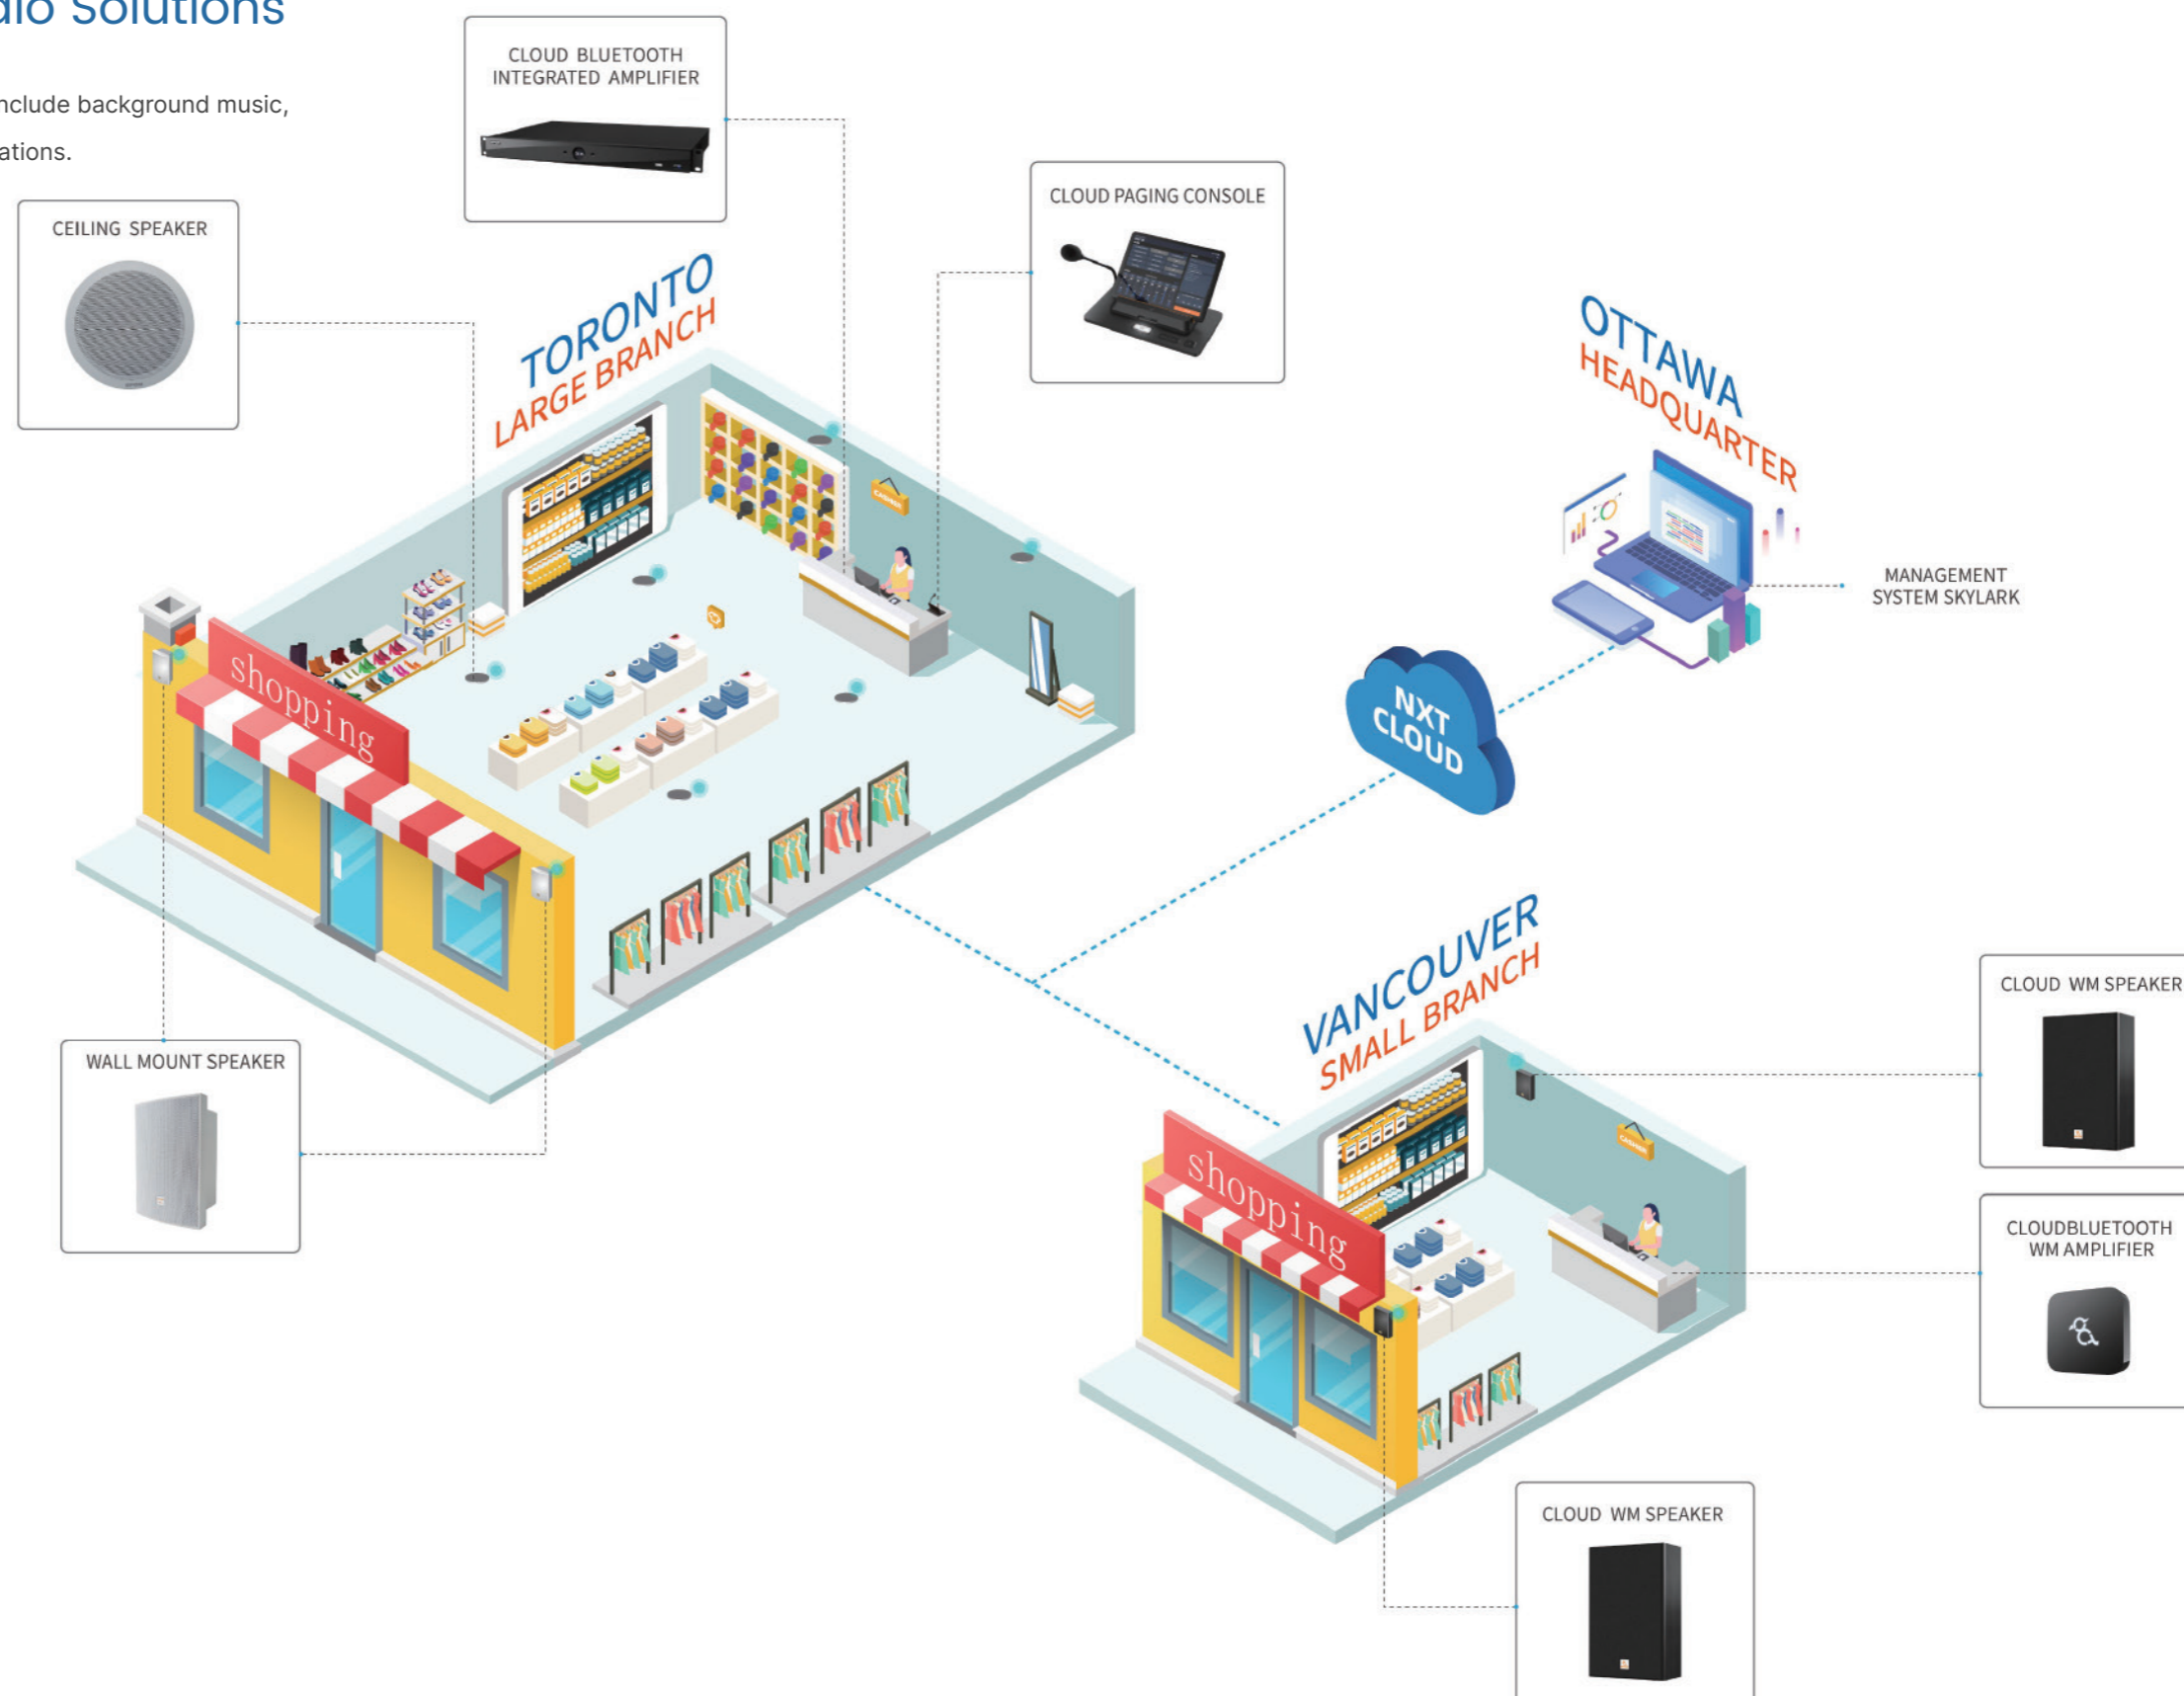 dio Solutions
nclude background music,
ations.
CLOUD BLUETOOTH
INTEGRATED AMPLIFIER
CEILING SPEAKER
CLOUD PAGING CONSOLE
TORONTO
LARGE BRANCH
OTTAWA
HEADQUARTER
CASHIER
MANAGEMENT
SYSTEM SKYLARK
shopping
NXT
CLOUD
VANCOUVER
SMALL BRANCH
CLOUD WM SPEAKER
WALL MOUNT SPEAKER
CASHIER
shopping
CLOUDBLUETOOTH
WM AMPLIFIER
CLOUD WM SPEAKER